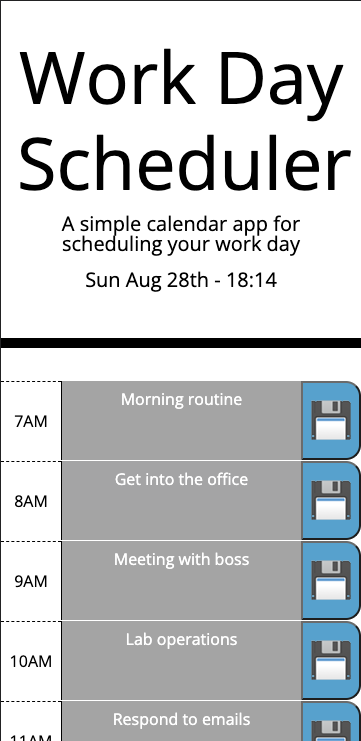 Work Day
Scheduler
A simple calendar app for
scheduling your work day
Sun Aug 28th - 18:14
7AM Morning routine
8AM Get into the office
9AM Meeting with boss
10AM Lab operations
11AM Respond to emails